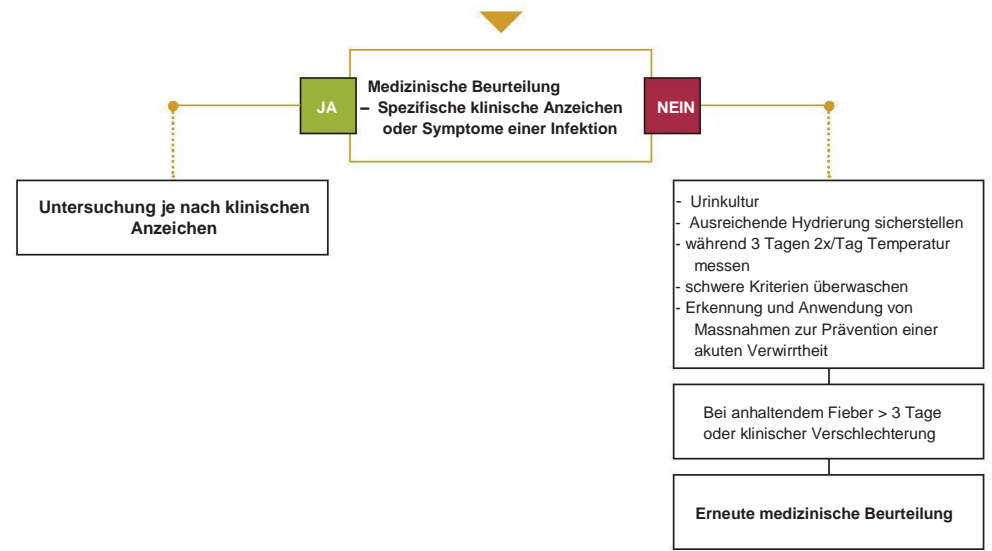 Medizinische Beurteilung
JA
– Spezifische klinische Anzeichen
NEIN
oder Symptome einer Infektion
Untersuchung je nach klinischen
Anzeichen
- Urinkultur
- Ausreichende Hydrierung sicherstellen
- während 3 Tagen 2x/Tag Temperatur
messen
- schwere Kriterien überwaschen
- Erkennung und Anwendung von
Massnahmen zur Prävention einer
akuten Verwirrtheit
Bei anhaltendem Fieber > 3 Tage
oder klinischer Verschlechterung
Erneute medizinische Beurteilung